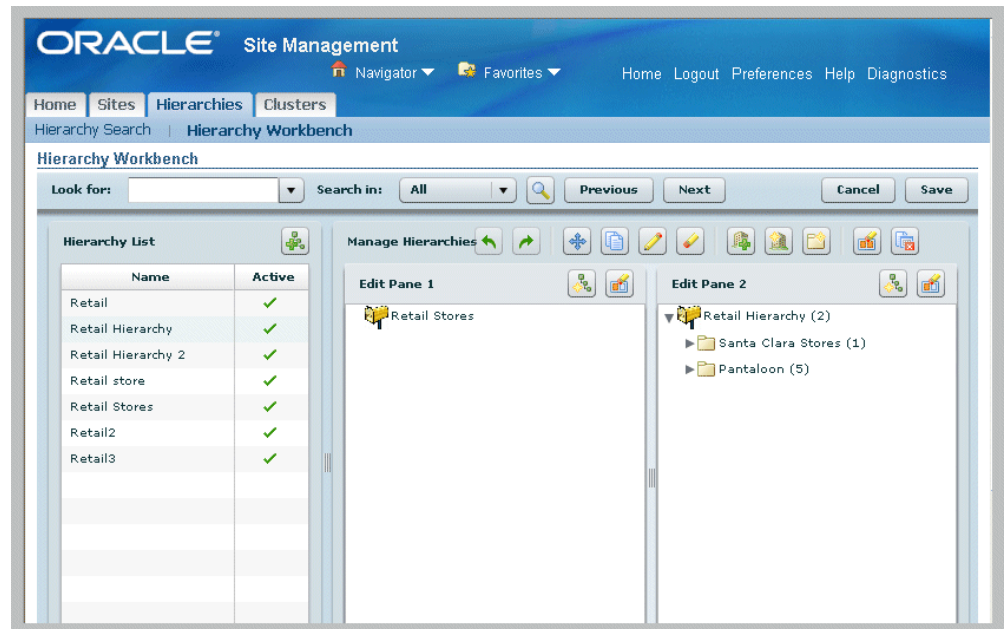 ORACLE® Site Management
Navigator Favorites Home Logout Preferences Help Diagnostics
Home Sites Hierarchies Clusters
Hierarchy Search | Hierarchy Workbench
Hierarchy Workbench
Look for: Search in: All Previous Next Cancel Save
Hierarchy List
Name Active
Retail
Retail Hierarchy
Retail Hierarchy 2
Retail store
Retail Stores
Retail2
Retail3
Manage Hierarchies
Edit Pane 1
Retail Stores
Edit Pane 2
Retail Hierarchy (2)
Santa Clara Stores (1)
Pantaloon (5)